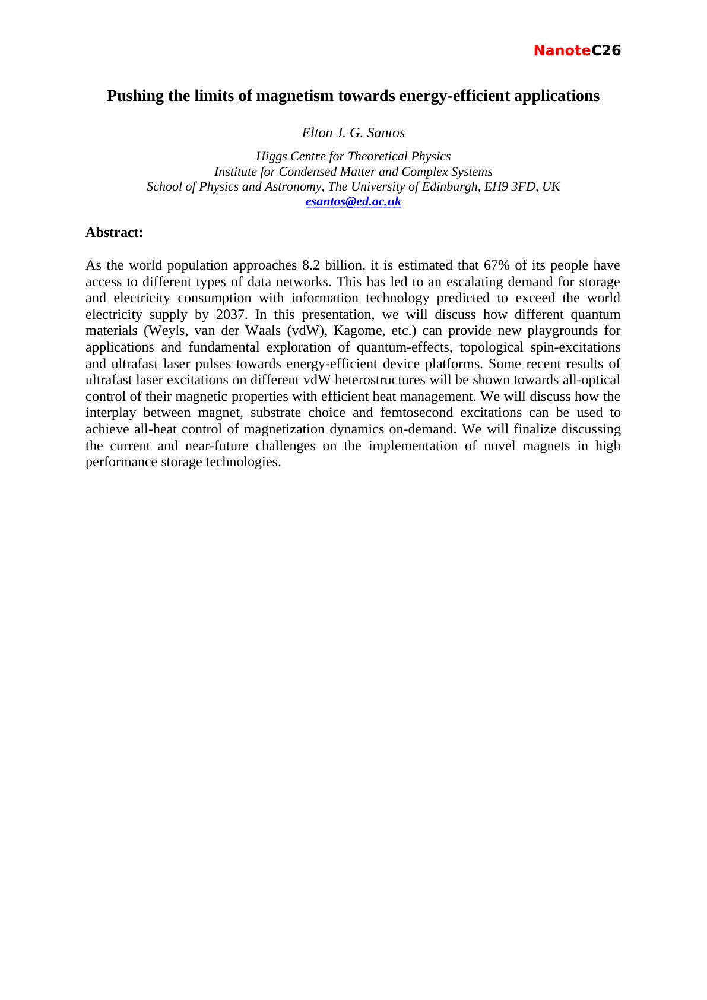 NanoteC26
Pushing the limits of magnetism towards energy-efficient applications
Elton J. G. Santos
Higgs Centre for Theoretical Physics
Institute for Condensed Matter and Complex Systems
School of Physics and Astronomy, The University of Edinburgh, EH9 3FD, UK
esantos@ed.ac.uk
Abstract:
As the world population approaches 8.2 billion, it is estimated that 67% of its people have
access to different types of data networks. This has led to an escalating demand for storage
and electricity consumption with information technology predicted to exceed the world
electricity supply by 2037. In this presentation, we will discuss how different quantum
materials (Weyls, van der Waals (vdW), Kagome, etc.) can provide new playgrounds for
applications and fundamental exploration of quantum-effects, topological spin-excitations
and ultrafast laser pulses towards energy-efficient device platforms. Some recent results of
ultrafast laser excitations on different vdW heterostructures will be shown towards all-optical
control of their magnetic properties with efficient heat management. We will discuss how the
interplay between magnet, substrate choice and femtosecond excitations can be used to
achieve all-heat control of magnetization dynamics on-demand. We will finalize discussing
the current and near-future challenges on the implementation of novel magnets in high
performance storage technologies.